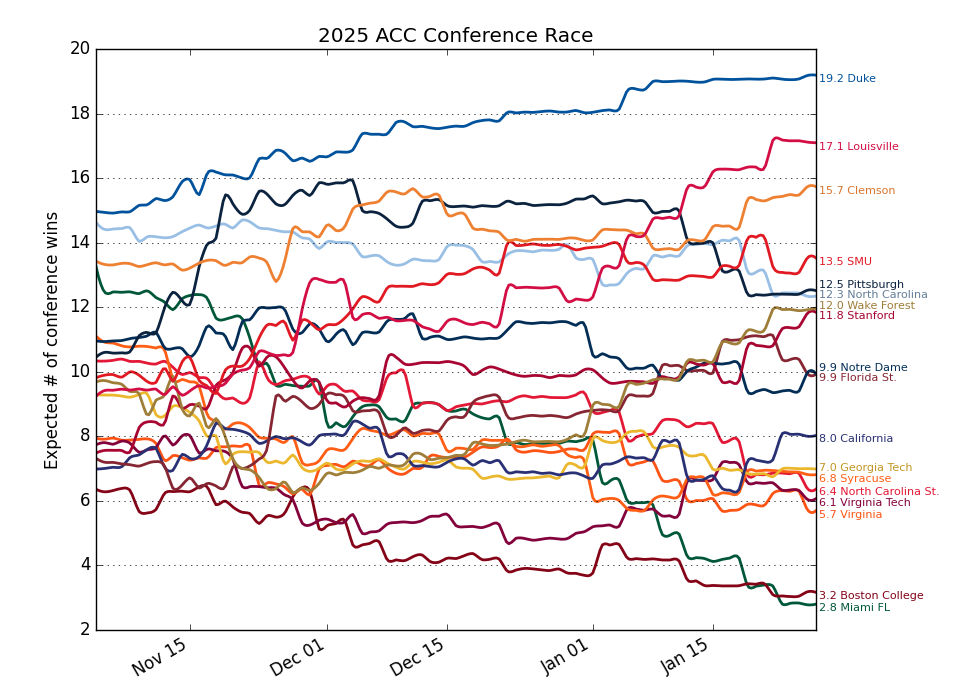 2025 ACC Conference Race
Expected # of conference wins
20
18
16
14
12
10
8
6
4
2
Nov 15
Dec 01
Dec 15
Jan 01
Jan 15
19.2 Duke
17.1 Louisville
15.7 Clemson
13.5 SMU
12.5 Pittsburgh
12.3 North Carolina
12.0 Wake Forest
11.8 Stanford
9.9 Notre Dame
9.9 Florida St.
8.0 California
7.0 Georgia Tech
6.8 Syracuse
6.4 North Carolina St.
6.1 Virginia Tech
5.7 Virginia
3.2 Boston College
2.8 Miami FL